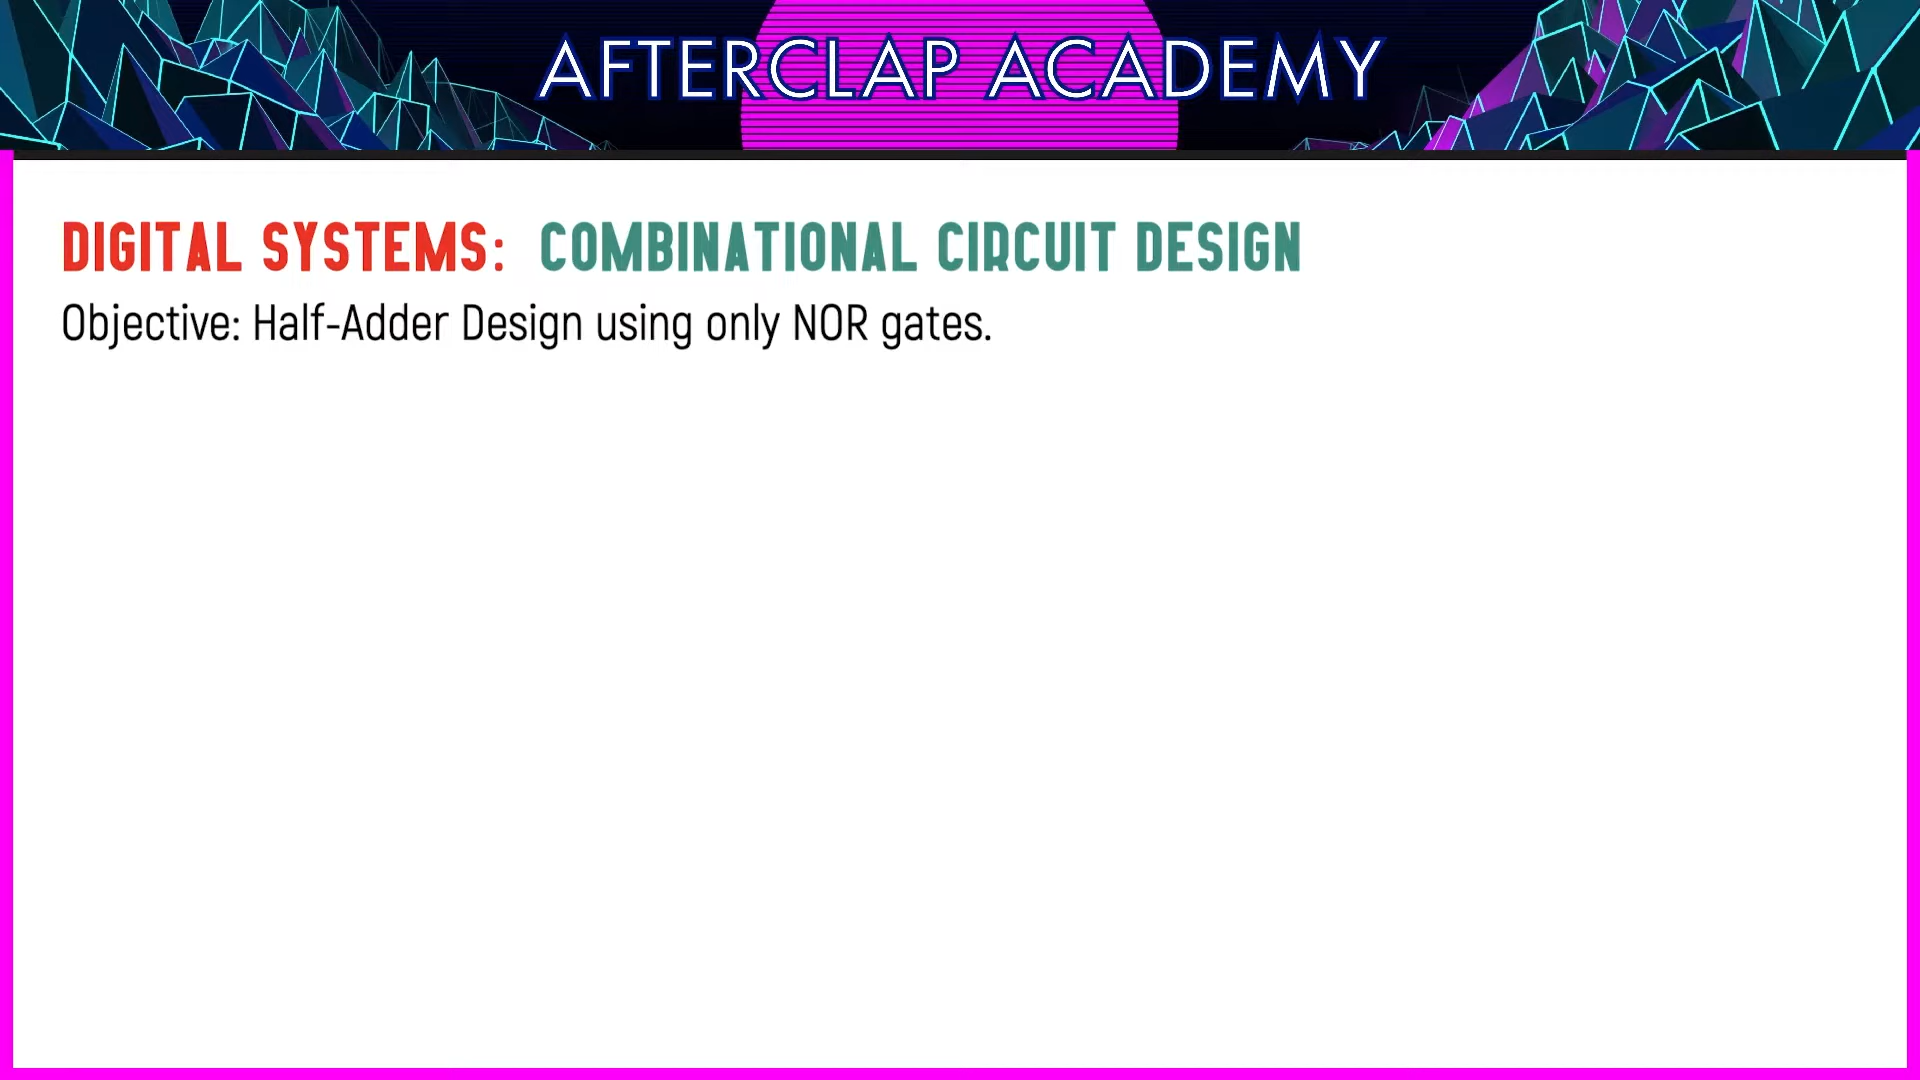 AFTERCLAP ACADEMY
DIGITAL SYSTEMS: COMBINATIONAL CIRCUIT DESIGN
Objective: Half-Adder Design using only NOR gates.